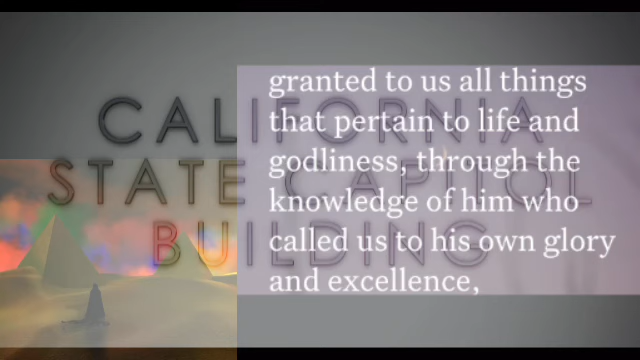 CALIFORNIA
STATE CAPITOL
BUILDING
granted to us all things
that pertain to life and
godliness, through the
knowledge of him who
called us to his own glory
and excellence,